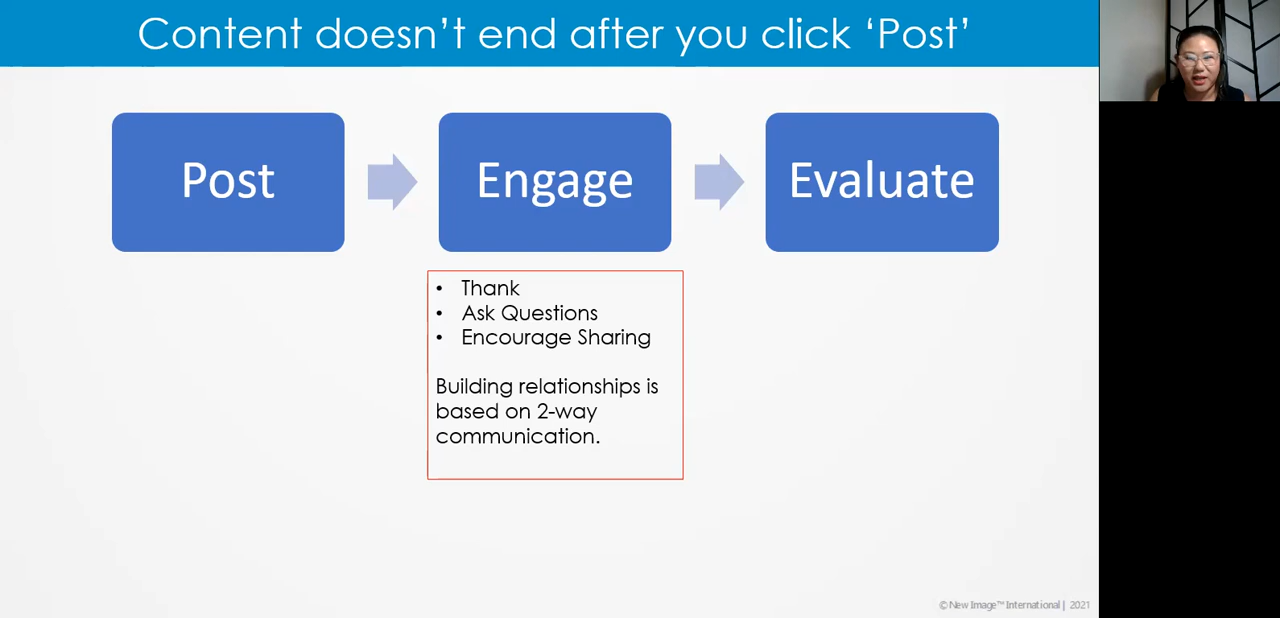 Content doesn't end after you click ‘Post’
Post
Engage
Evaluate
• Thank
• Ask Questions
• Encourage Sharing
Building relationships is
based on 2-way
communication.
© New Image™ International | 2021